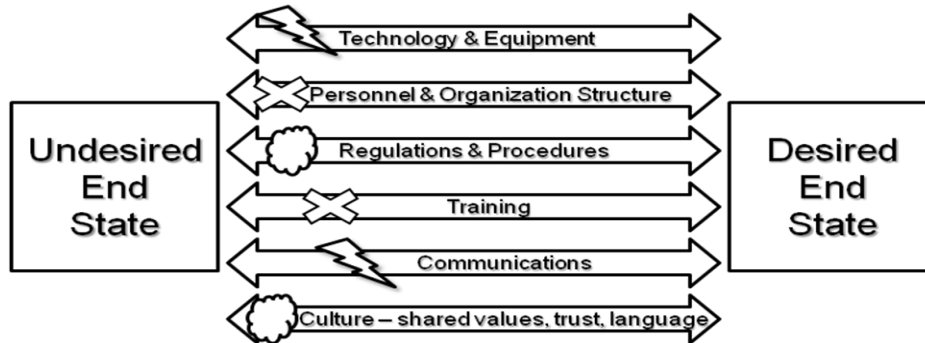 Technology & Equipment
Personnel & Organization Structure
Undesired
End
State
Regulations & Procedures
Training
Communications
Culture – shared values, trust, language
Desired
End
State